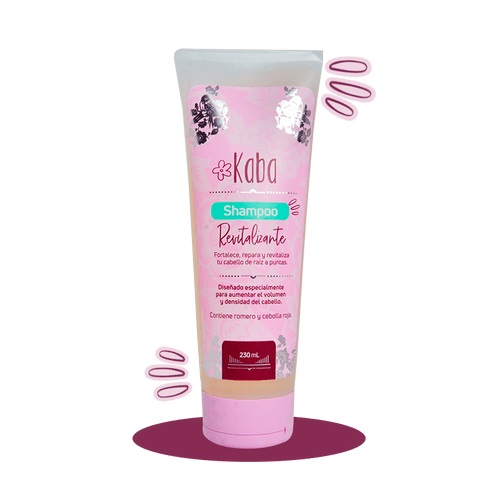 Kaba
Shampoo
Revitalizante
Fortalece, repara y revitaliza
tu cabello de raíz a puntas.
Diseñado especialmente
para aumentar el volumen
y densidad del cabello.
Contiene romero y cebolla roja.
230 mL